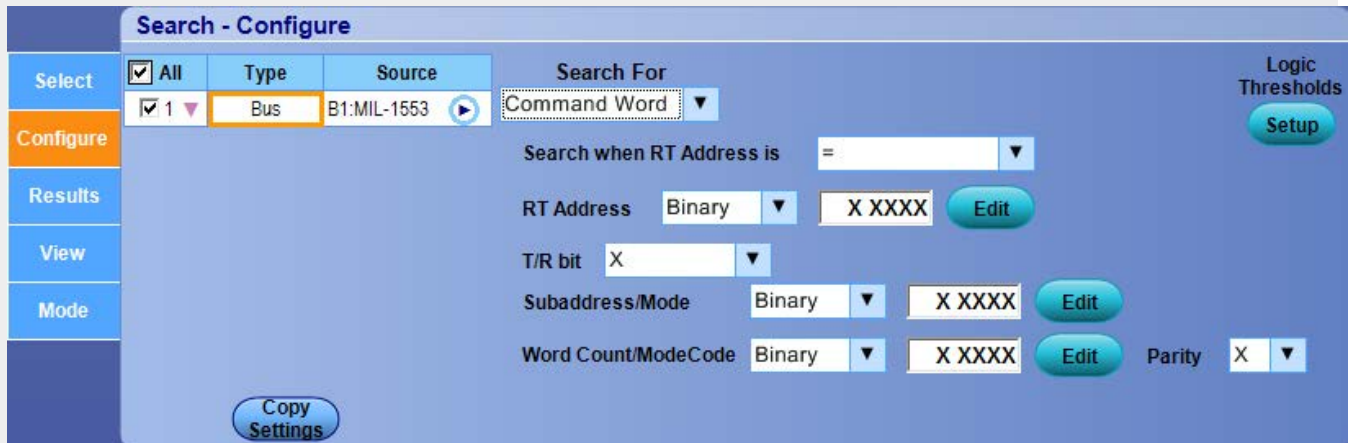 Search - Configure
Select
Configure
Results
View
Mode
All Type Source
1 Bus B1:MIL-1553
Copy
Settings
Search For
Command Word
Search when RT Address is =
RT Address Binary X XXXX Edit
T/R bit X
Subaddress/Mode Binary X XXXX Edit
Word Count/ModeCode Binary X XXXX Edit Parity X
Logic
Thresholds
Setup